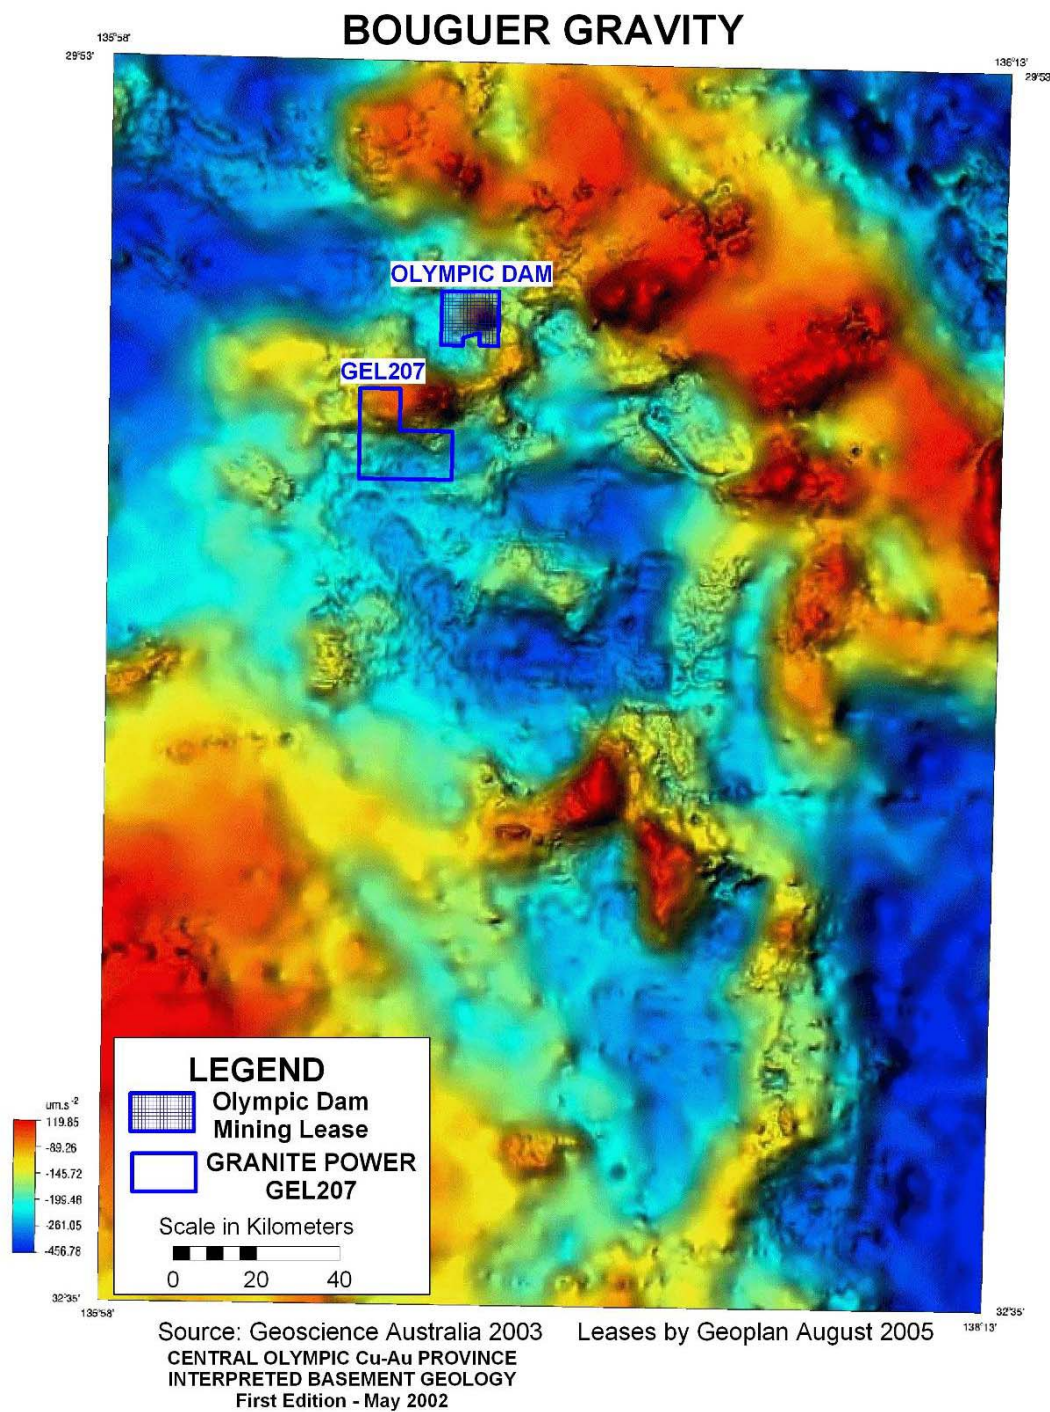 BOUGUER GRAVITY
135°58'
29°53'
136°13'
29°53'
OLYMPIC DAM
GEL207
LEGEND
Olympic Dam
Mining Lease
GRANITE POWER
GEL207
Scale in Kilometers
0 20 40
um.s⁻²
119.85
-89.26
-145.72
-199.48
-261.05
-456.78
32°35'
135°58'
32°35'
138°13'
Source: Geoscience Australia 2003 Leases by Geoplan August 2005
CENTRAL OLYMPIC Cu-Au PROVINCE
INTERPRETED BASEMENT GEOLOGY
First Edition - May 2002